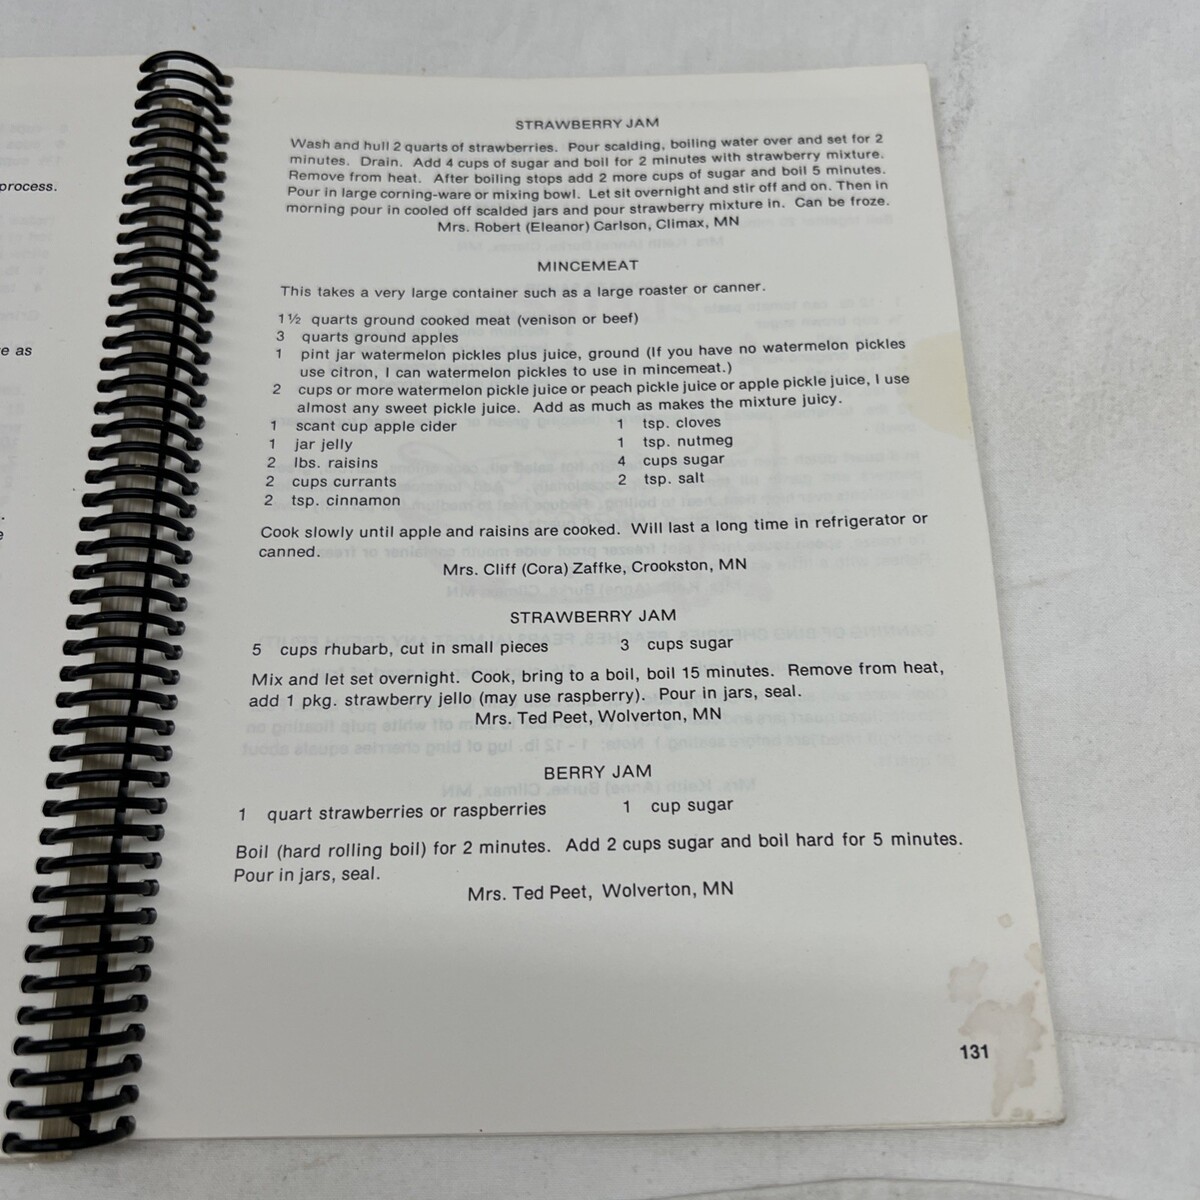 process.
e as
e
STRAWBERRY JAM
Wash and hull 2 quarts of strawberries. Pour scalding, boiling water over and set for 2
minutes. Drain. Add 4 cups of sugar and boil for 2 minutes with strawberry mixture.
Remove from heat. After boiling stops add 2 more cups of sugar and boil 5 minutes.
Pour in large corning-ware or mixing bowl. Let sit overnight and stir off and on. Then in
morning pour in cooled off scalded jars and pour strawberry mixture in. Can be froze.
Mrs. Robert (Eleanor) Carlson, Climax, MN
MINCEMEAT
This takes a very large container such as a large roaster or canner.
1½ quarts ground cooked meat (venison or beef)
3 quarts ground apples
1 pint jar watermelon pickles plus juice, ground (If you have no watermelon pickles
use citron, I can watermelon pickles to use in mincemeat.)
2 cups or more watermelon pickle juice or peach pickle juice or apple pickle juice, I use
almost any sweet pickle juice. Add as much as makes the mixture juicy.
1 scant cup apple cider 1 tsp. cloves
1 jar jelly 1 tsp. nutmeg
2 lbs. raisins 4 cups sugar
2 cups currants 2 tsp. salt
2 tsp. cinnamon
Cook slowly until apple and raisins are cooked. Will last a long time in refrigerator or
canned.
Mrs. Cliff (Cora) Zaffke, Crookston, MN
STRAWBERRY JAM
5 cups rhubarb, cut in small pieces 3 cups sugar
Mix and let set overnight. Cook, bring to a boil, boil 15 minutes. Remove from heat,
add 1 pkg. strawberry jello (may use raspberry). Pour in jars, seal.
Mrs. Ted Peet, Wolverton, MN
BERRY JAM
1 quart strawberries or raspberries 1 cup sugar
Boil (hard rolling boil) for 2 minutes. Add 2 cups sugar and boil hard for 5 minutes.
Pour in jars, seal.
Mrs. Ted Peet, Wolverton, MN
131